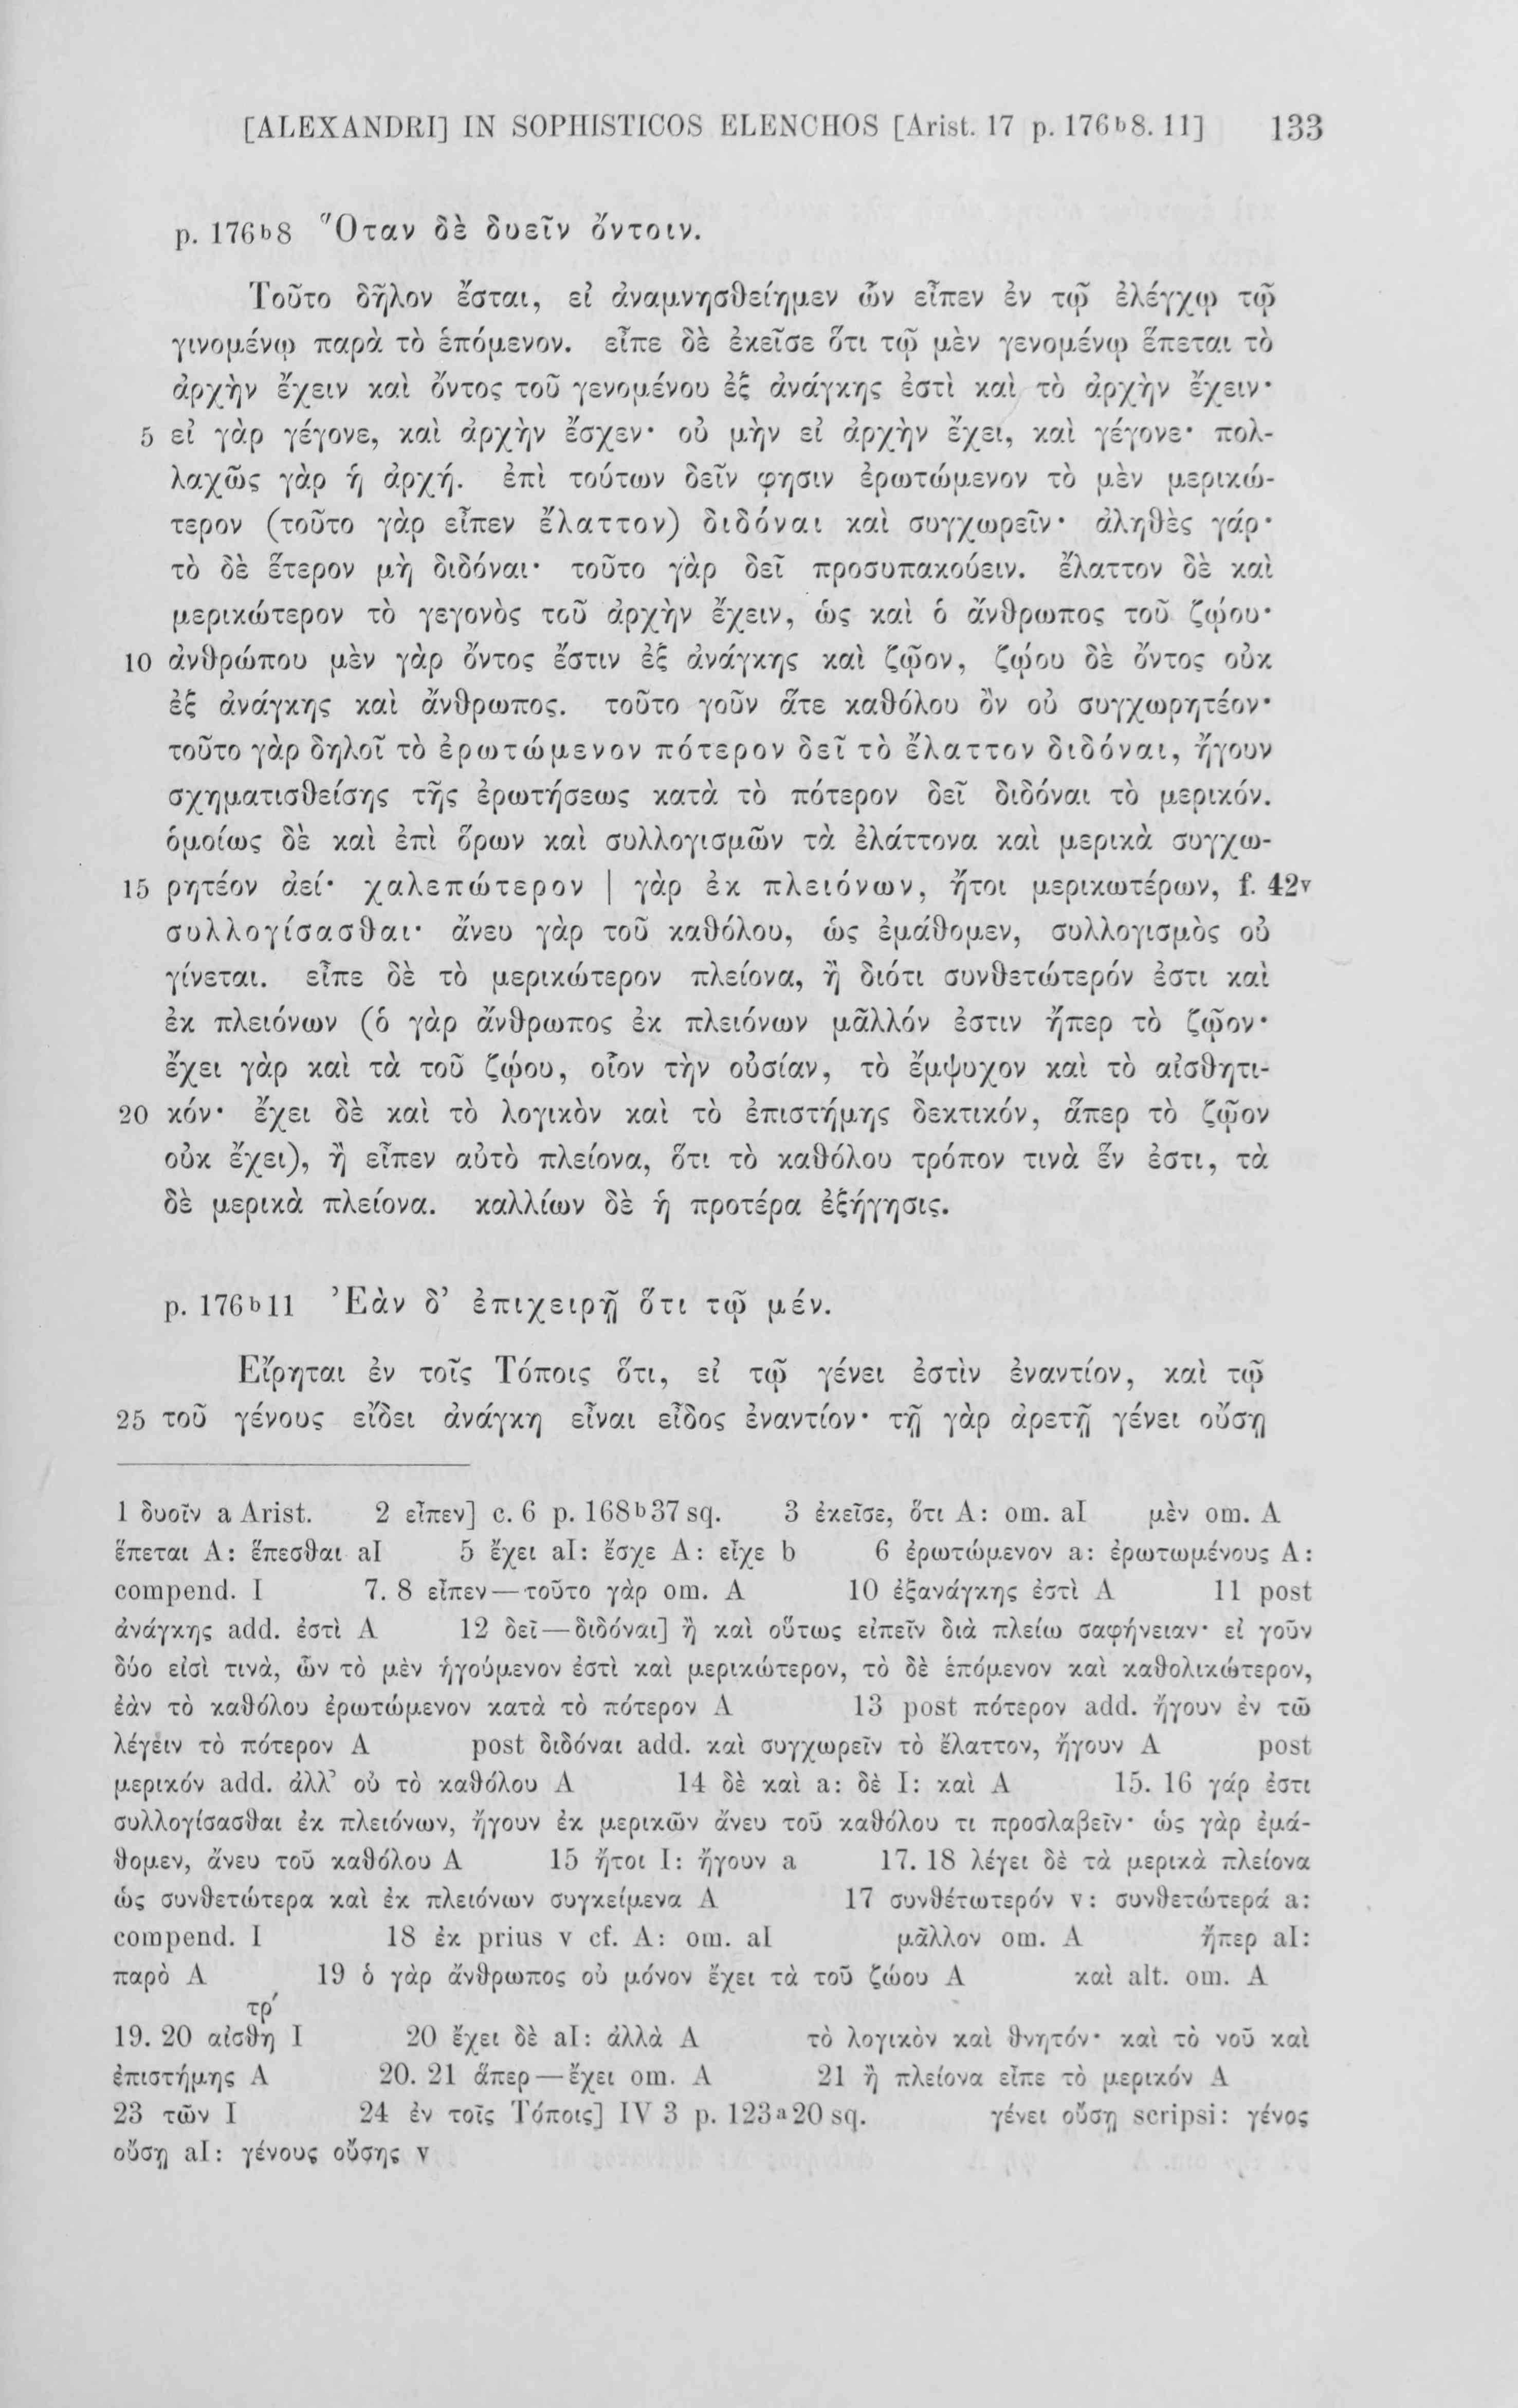 [ALEXANDRI] IN SOPHISTICOS ELENCHOS [Arist. 17 p. 176b8. 11] 133
p. 176b8 Ὅταν δὲ δυεῖν ὄντοιν.
Τοῦτο δῆλον ἔσται, εἰ ἀναμνησθείημεν ὧν εἶπεν ἐν τῷ ἐλέγχῳ τῷ
γινομένῳ παρὰ τὸ ἑπόμενον. εἶπε δὲ ἐκεῖσε ὅτι τῷ μὲν γενομένῳ ἕπεται τὸ
ἀρχὴν ἔχειν καὶ ὄντος τοῦ γενομένου ἐξ ἀνάγκης ἐστὶ καὶ τὸ ἀρχὴν ἔχειν·
5 εἰ γὰρ γέγονε, καὶ ἀρχὴν ἔσχεν· οὐ μὴν εἰ ἀρχὴν ἔχει, καὶ γέγονε· πολ-
λαχῶς γὰρ ἡ ἀρχή. ἐπὶ τούτων δεῖν φησιν ἐρωτώμενον τὸ μὲν μερικώ-
τερον (τοῦτο γὰρ εἶπεν ἔλαττον) διδόναι καὶ συγχωρεῖν· ἀληθὲς γάρ·
τὸ δὲ ἕτερον μὴ διδόναι· τοῦτο γὰρ δεῖ προσυπακούειν. ἔλαττον δὲ καὶ
μερικώτερον τὸ γεγονὸς τοῦ ἀρχὴν ἔχειν, ὡς καὶ ὁ ἄνθρωπος τοῦ ζῴου·
10 ἀνθρώπου μὲν γὰρ ὄντος ἔστιν ἐξ ἀνάγκης καὶ ζῷον, ζῴου δὲ ὄντος οὐκ
ἐξ ἀνάγκης καὶ ἄνθρωπος. τοῦτο γοῦν ἅτε καθόλου ὂν οὐ συγχωρητέον·
τοῦτο γὰρ δηλοῖ τὸ ἐρωτώμενον πότερον δεῖ τὸ ἔλαττον διδόναι, ἤγουν
σχηματισθείσης τῆς ἐρωτήσεως κατὰ τὸ πότερον δεῖ διδόναι τὸ μερικόν.
ὁμοίως δὲ καὶ ἐπὶ ὅρων καὶ συλλογισμῶν τὰ ἐλάττονα καὶ μερικὰ συγχω-
15 ρητέον ἀεί· χαλεπώτερον | γὰρ ἐκ πλειόνων, ἤτοι μερικωτέρων, f. 42v
συλλογίσασθαι· ἄνευ γὰρ τοῦ καθόλου, ὡς ἐμάθομεν, συλλογισμὸς οὐ
γίνεται. εἶπε δὲ τὸ μερικώτερον πλείονα, ἢ διότι συνθετώτερόν ἐστι καὶ
ἐκ πλειόνων (ὁ γὰρ ἄνθρωπος ἐκ πλειόνων μᾶλλόν ἐστιν ἤπερ τὸ ζῷον·
ἔχει γὰρ καὶ τὰ τοῦ ζῴου, οἷον τὴν οὐσίαν, τὸ ἔμψυχον καὶ τὸ αἰσθητι-
20 κόν· ἔχει δὲ καὶ τὸ λογικὸν καὶ τὸ ἐπιστήμης δεκτικόν, ἅπερ τὸ ζῷον
οὐκ ἔχει), ἢ εἶπεν αὐτὸ πλείονα, ὅτι τὸ καθόλου τρόπον τινὰ ἕν ἐστι, τὰ
δὲ μερικὰ πλείονα. καλλίων δὲ ἡ προτέρα ἐξήγησις.
p. 176b11 Ἐὰν δ' ἐπιχειρῇ ὅτι τῷ μέν.
Εἴρηται ἐν τοῖς Τόποις ὅτι, εἰ τῷ γένει ἐστὶν ἐναντίον, καὶ τῷ
25 τοῦ γένους εἴδει ἀνάγκη εἶναι εἶδος ἐναντίον· τῇ γὰρ ἀρετῇ γένει οὔσῃ
1 δυοῖν a Arist. 2 εἶπεν] c. 6 p. 168b37 sq. 3 ἐκεῖσε, ὅτι A: om. aI μὲν om. A
ἕπεται A: ἕπεσθαι aI 5 ἔχει aI: ἔσχε A: εἶχε b 6 ἐρωτώμενον a: ἐρωτωμένους A:
compend. I 7. 8 εἶπεν — τοῦτο γὰρ om. A 10 ἐξανάγκης ἐστὶ A 11 post
ἀνάγκης add. ἐστὶ A 12 δεῖ — διδόναι] ἢ καὶ οὕτως εἰπεῖν διὰ πλείω σαφήνειαν· εἰ γοῦν
δύο εἰσὶ τινὰ, ὧν τὸ μὲν ἡγούμενον ἐστὶ καὶ μερικώτερον, τὸ δὲ ἑπόμενον καὶ καθολικώτερον,
ἐὰν τὸ καθόλου ἐρωτώμενον κατὰ τὸ πότερον A 13 post πότερον add. ἤγουν ἐν τῶ
λέγειν τὸ πότερον A post διδόναι add. καὶ συγχωρεῖν τὸ ἔλαττον, ἤγουν A post
μερικόν add. ἀλλ' οὐ τὸ καθόλου A 14 δὲ καὶ a: δὲ I: καὶ A 15. 16 γάρ ἐστι
συλλογίσασθαι ἐκ πλειόνων, ἤγουν ἐκ μερικῶν ἄνευ τοῦ καθόλου τι προσλαβεῖν· ὡς γὰρ ἐμά-
θομεν, ἄνευ τοῦ καθόλου A 15 ἤτοι I: ἤγουν a 17. 18 λέγει δὲ τὰ μερικὰ πλείονα
ὡς συνθετώτερα καὶ ἐκ πλειόνων συγκείμενα A 17 συνθέτωτερόν v: συνθετώτερά a:
compend. I 18 ἐκ prius v cf. A: om. aI μᾶλλον om. A ἤπερ aI:
παρὸ A 19 ὁ γὰρ ἄνθρωπος οὐ μόνον ἔχει τὰ τοῦ ζώου A καὶ alt. om. A
19. 20 αἰσθητρ́ I 20 ἔχει δὲ aI: ἀλλὰ A τὸ λογικὸν καὶ θνητόν· καὶ τὸ νοῦ καὶ
ἐπιστήμης A 20. 21 ἅπερ — ἔχει om. A 21 ἢ πλείονα εἶπε τὸ μερικόν A
23 τῶν I 24 ἐν τοῖς Τόποις] IV 3 p. 123a20 sq. γένει οὔσῃ scripsi: γένος
οὔσῃ aI: γένους οὔσης v